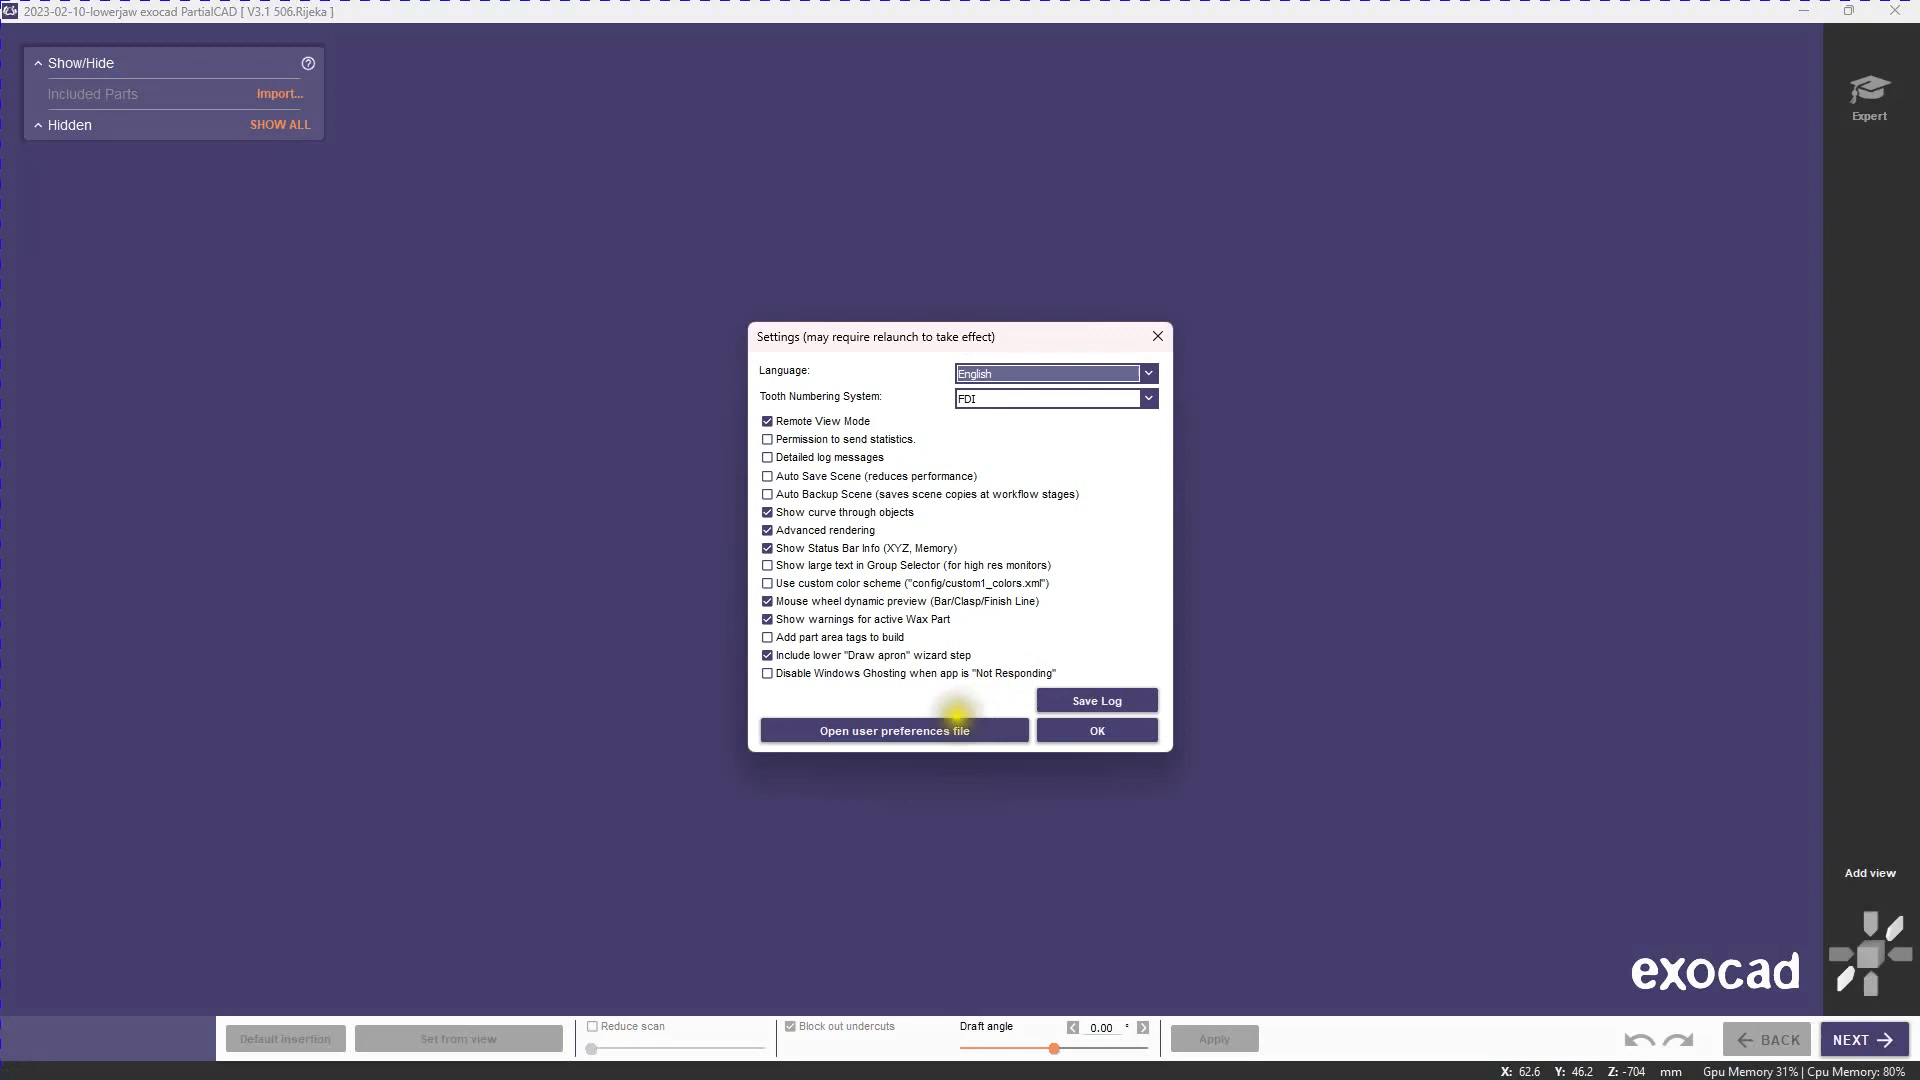 2023-02-10-lowerjaw exocad PartialCAD [ V3.1 506.Rijeka ]
Show/Hide
Included Parts Import...
Hidden SHOW ALL
Expert
Settings (may require relaunch to take effect)
Language: English
Tooth Numbering System: FDI
Remote View Mode
Permission to send statistics.
Detailed log messages
Auto Save Scene (reduces performance)
Auto Backup Scene (saves scene copies at workflow stages)
Show curve through objects
Advanced rendering
Show Status Bar Info (XYZ, Memory)
Show large text in Group Selector (for high res monitors)
Use custom color scheme ("config/custom1_colors.xml")
Mouse wheel dynamic preview (Bar/Clasp/Finish Line)
Show warnings for active Wax Part
Add part area tags to build
Include lower "Draw apron" wizard step
Disable Windows Ghosting when app is "Not Responding"
Save Log
Open user preferences file OK
Add view
exocad
Default insertion Set from view Reduce scan Block out undercuts Draft angle 0.00 ° Apply BACK NEXT
X: 62.6 Y: 46.2 Z: -704 mm Gpu Memory 31% | Cpu Memory: 80%